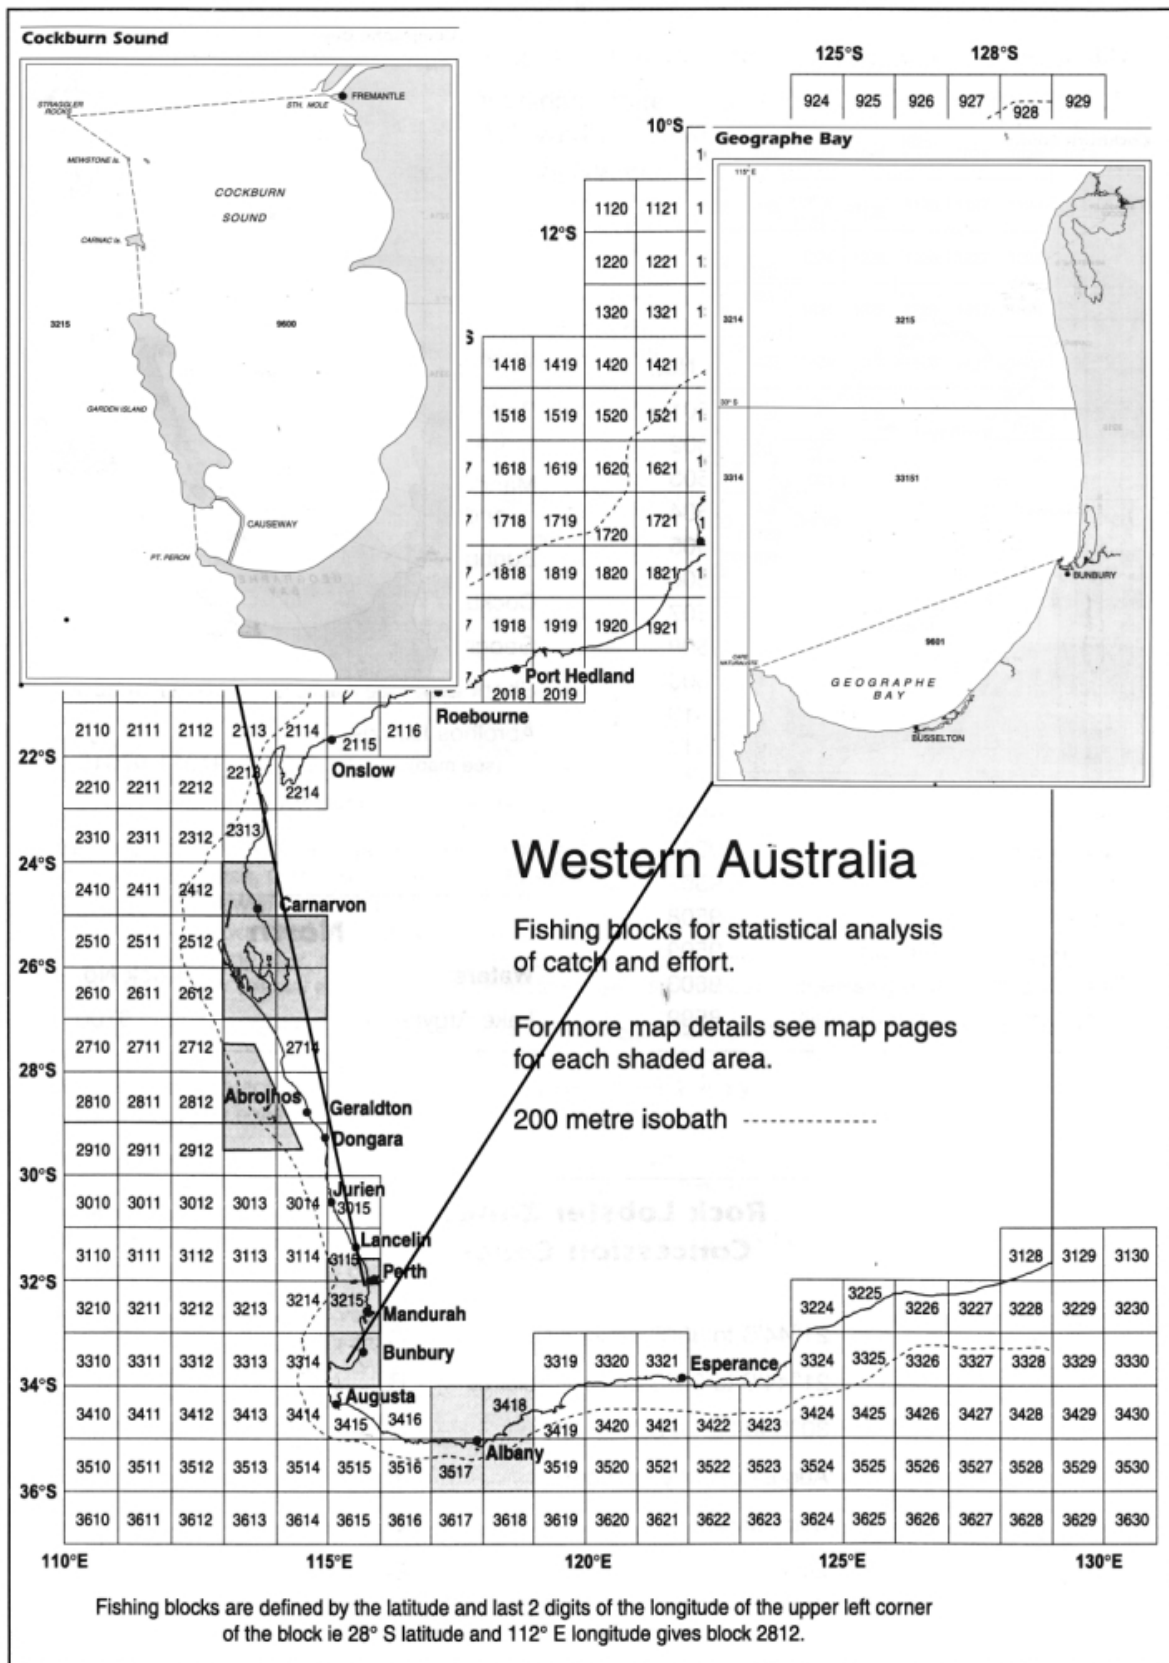 Cockburn Sound
STRAGGLER
ROCKS
STH. MOLE
FREMANTLE
MEWSTONE Is.
COCKBURN
SOUND
CARNAC Is.
3215
9600
GARDEN ISLAND
CAUSEWAY
PT. PERON
125°S 128°S
924 925 926 927 928 929
10°S
Geographe Bay
115° E
3214 3215
33° S
3314 33151
BUNBURY
CAPE
NATURALISTE
9601
GEOGRAPHE
BAY
BUSSELTON
1120 1121
12°S
1220 1221
1320 1321
S
1418 1419 1420 1421
1518 1519 1520 1521
1618 1619 1620 1621
1718 1719 1720 1721
1818 1819 1820 1821
1918 1919 1920 1921
Port Hedland
2018 2019
Roebourne
2110 2111 2112 2113 2114 2115 2116
22°S
Onslow
2210 2211 2212 2213 2214
2310 2311 2312 2313
24°S
2410 2411 2412
Carnarvon
2510 2511 2512
26°S
2610 2611 2612
2710 2711 2712 2714
28°S
2810 2811 2812 Abrolhos Geraldton
Dongara
2910 2911 2912
30°S
Jurien
3010 3011 3012 3013 3014 3015
Lancelin
3110 3111 3112 3113 3114 3115
32°S
Perth
3210 3211 3212 3213 3214 3215
Mandurah
3310 3311 3312 3313 3314
Bunbury
34°S
Augusta
3410 3411 3412 3413 3414 3415 3416 3418 3419 3420 3421 3422 3423 3424 3425 3426 3427 3428 3429 3430
Albany
3510 3511 3512 3513 3514 3515 3516 3517 3519 3520 3521 3522 3523 3524 3525 3526 3527 3528 3529 3530
36°S
3610 3611 3612 3613 3614 3615 3616 3617 3618 3619 3620 3621 3622 3623 3624 3625 3626 3627 3628 3629 3630
110°E 115°E 120°E 125°E 130°E
Western Australia
Fishing blocks for statistical analysis
of catch and effort.
For more map details see map pages
for each shaded area.
200 metre isobath
3128 3129 3130
3224 3225 3226 3227 3228 3229 3230
3319 3320 3321 Esperance 3324 3325 3326 3327 3328 3329 3330
Fishing blocks are defined by the latitude and last 2 digits of the longitude of the upper left corner
of the block ie 28° S latitude and 112° E longitude gives block 2812.